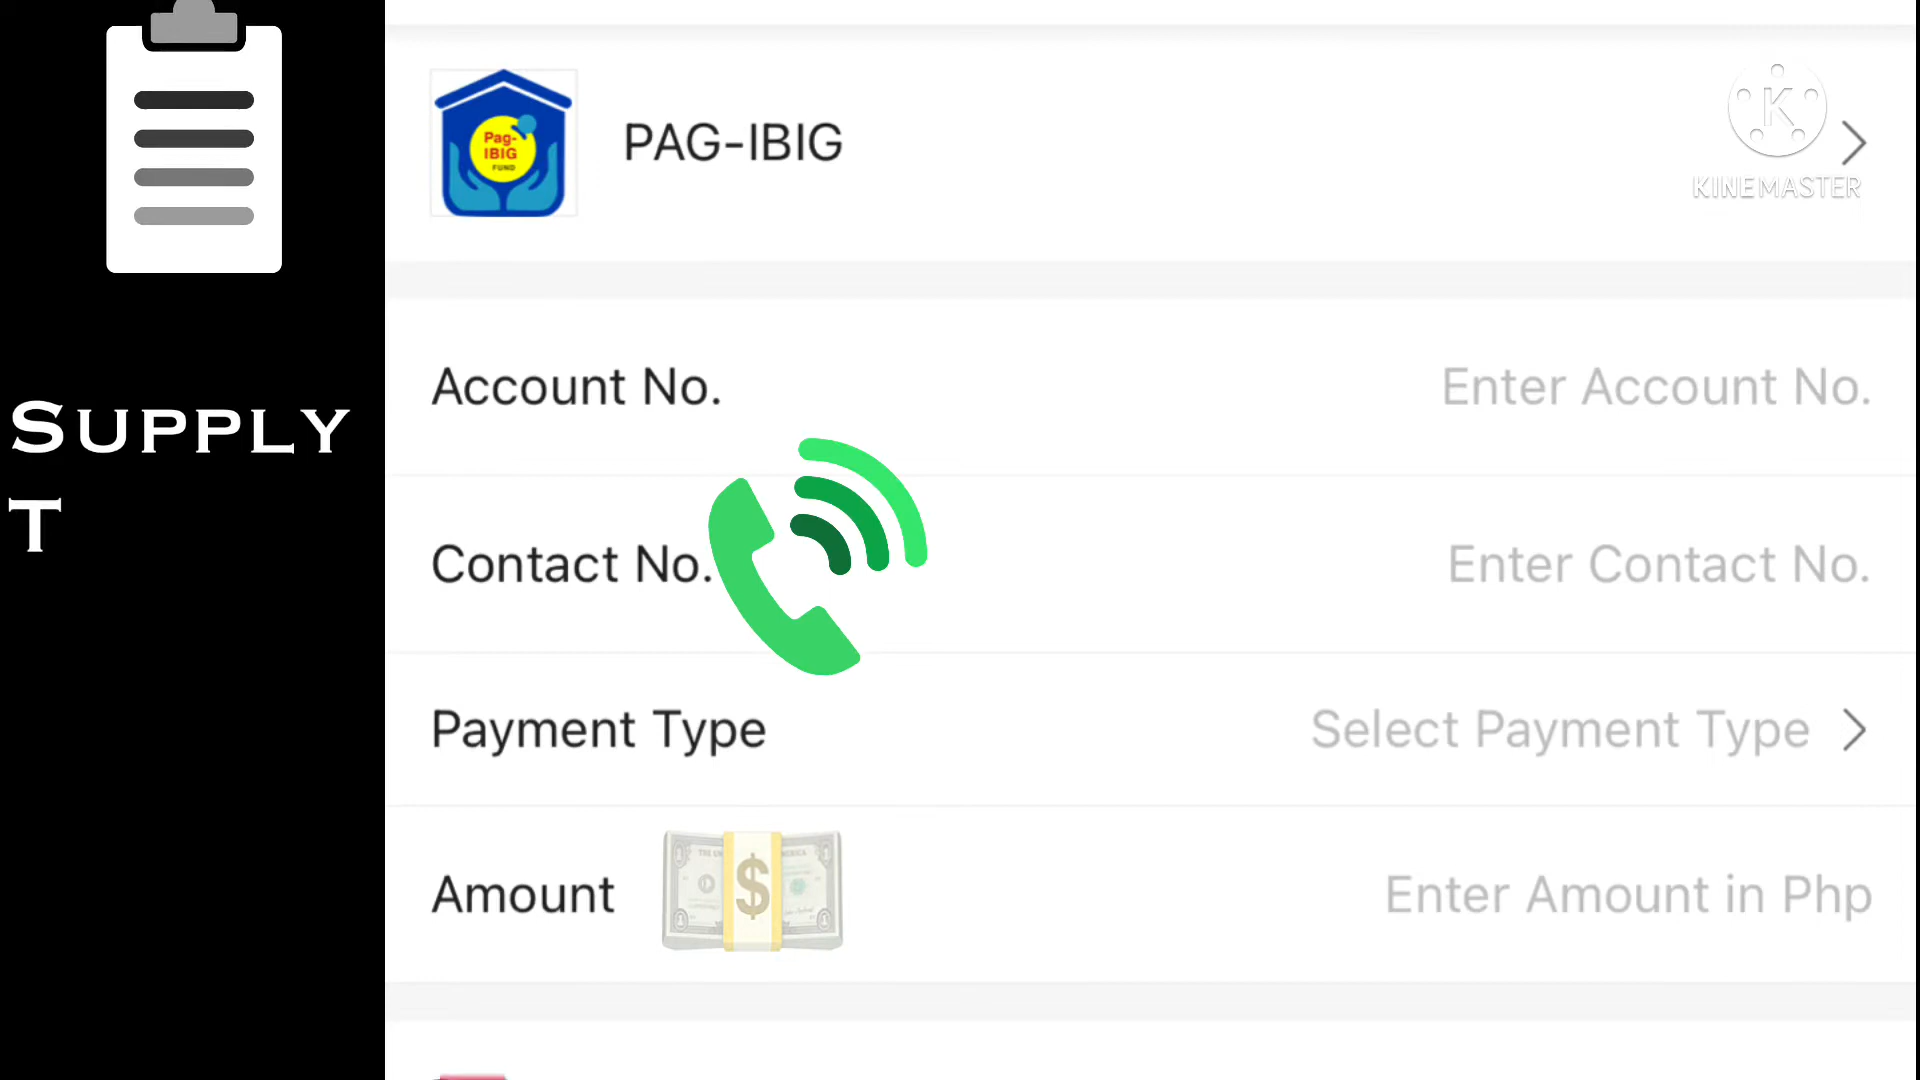 SUPPLY
T
Pag-
IBIG
FUND
PAG-IBIG
KINEMASTER
Account No.
Enter Account No.
Contact No.
Enter Contact No.
Payment Type
Select Payment Type
Amount
$
Enter Amount in Php